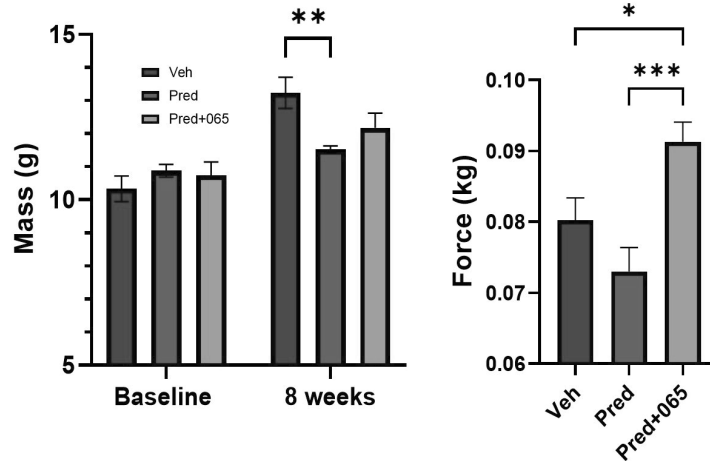 Mass (g)
15
10
5
Veh
Pred
Pred+065
**
Baseline
8 weeks
Force (kg)
0.10
0.09
0.08
0.07
0.06
*
***
Veh
Pred
Pred+065